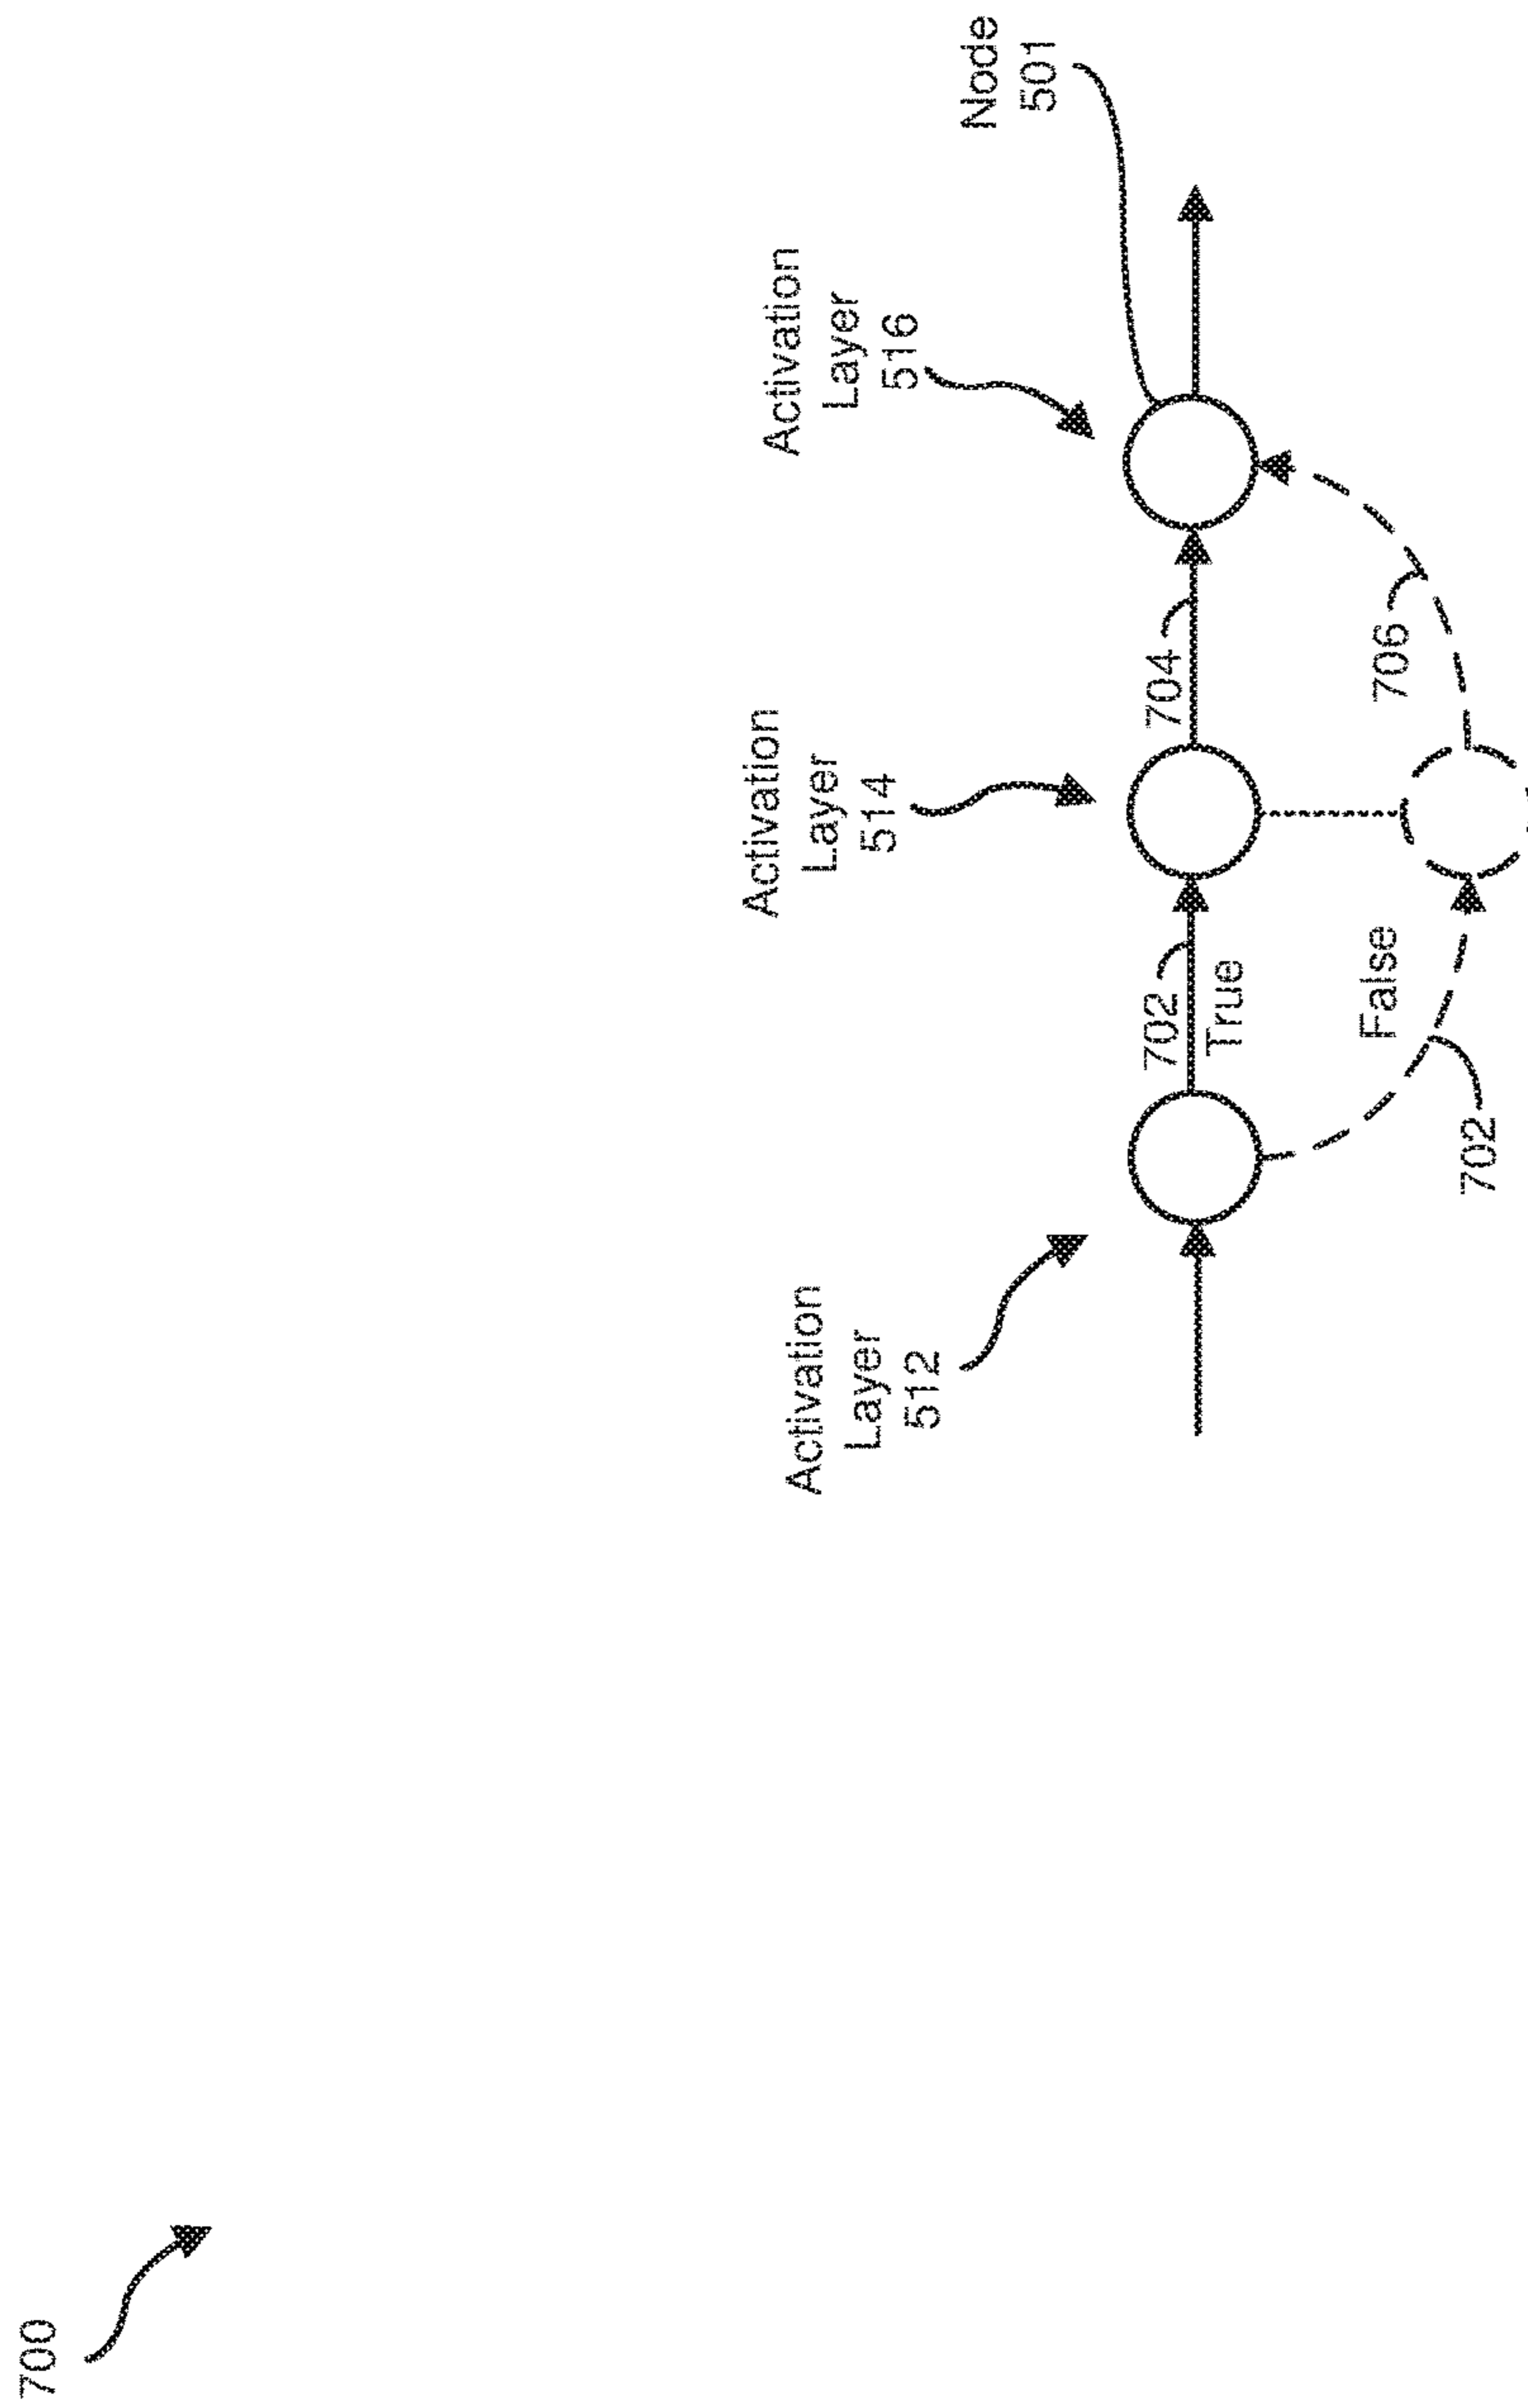 700
Activation
Layer
512
Activation
Layer
514
Activation
Layer
516
Node
501
702
True
704
False
702
706